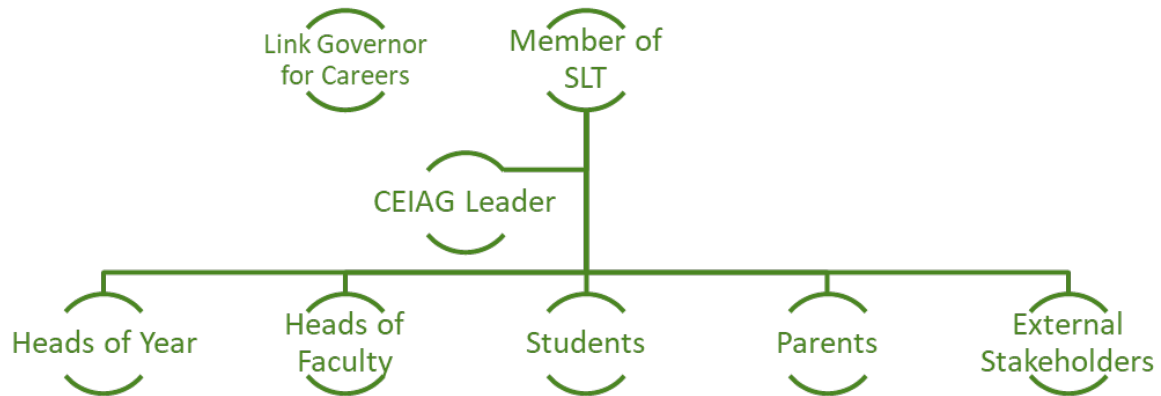 Link Governor
for Careers
Member of
SLT
CEIAG Leader
Heads of Year
Heads of
Faculty
Students
Parents
External
Stakeholders